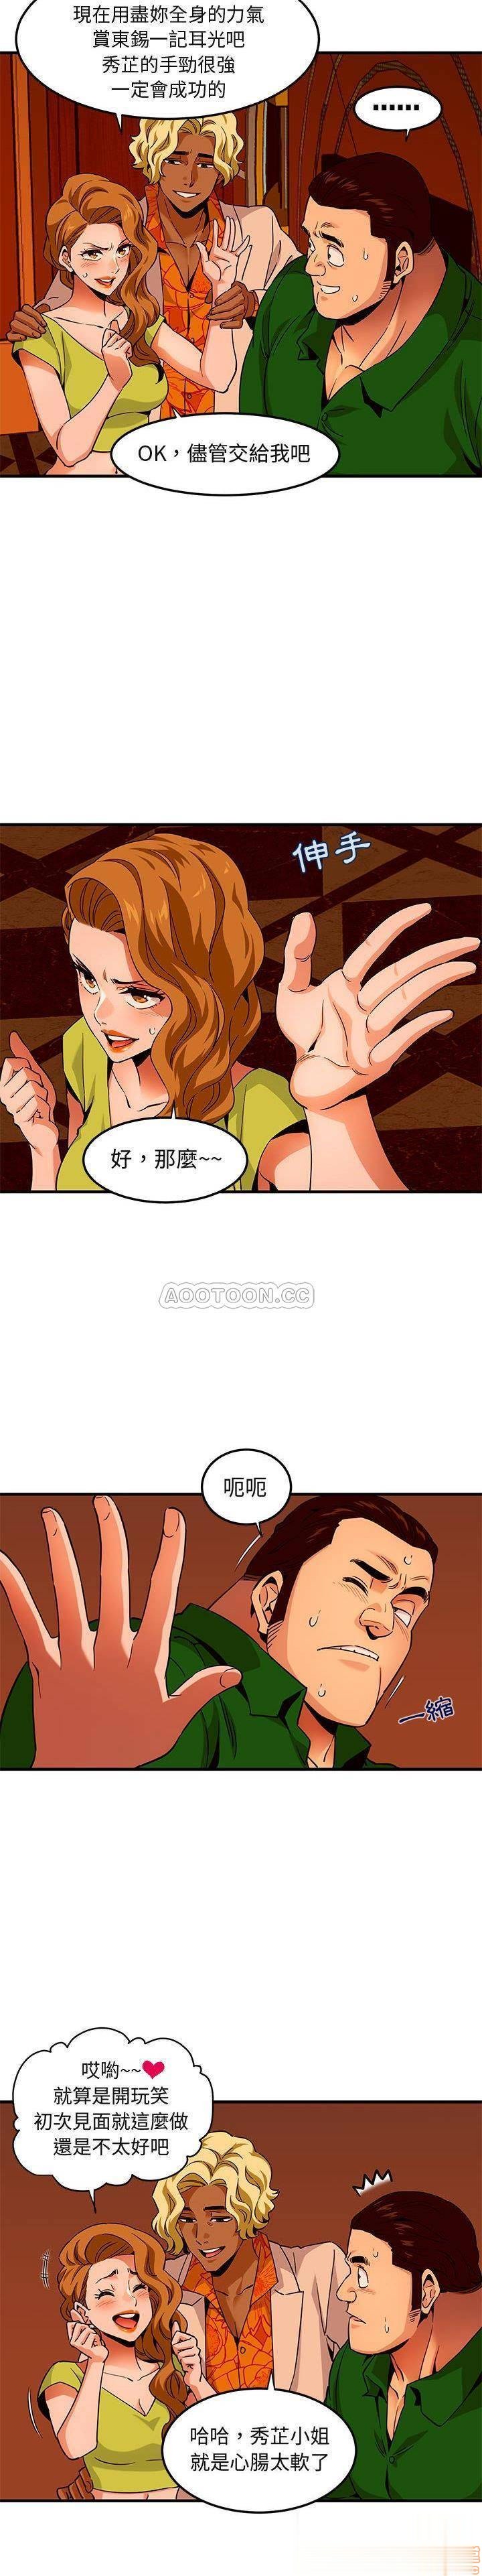 現在用盡妳全身的力氣
賞東錫一記耳光吧
秀芷的手勁很強
一定會成功的
......
OK，儘管交給我吧
伸手
好，那麼~~
AOOTOON.CC
呃呃
一縮
哎喲~~❤
就算是開玩笑
初次見面就這麼做
還是不太好吧
哈哈，秀芷小姐
就是心腸太軟了